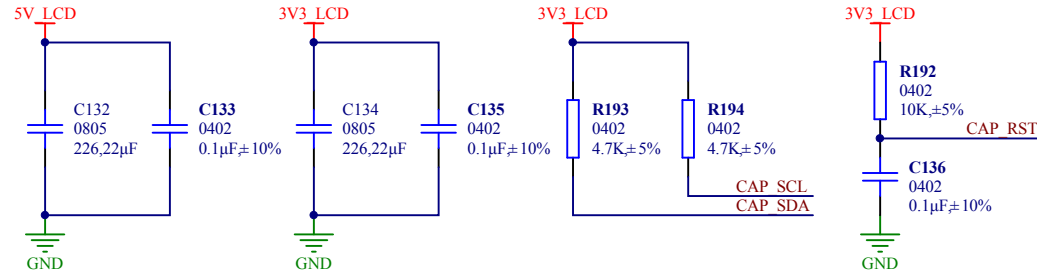 5V_LCD
C132
0805
226,22µF
C133
0402
0.1µF,±10%
GND
3V3_LCD
C134
0805
226,22µF
C135
0402
0.1µF,±10%
GND
3V3_LCD
R193
0402
4.7K,±5%
R194
0402
4.7K,±5%
CAP_SCL
CAP_SDA
3V3_LCD
R192
0402
10K,±5%
CAP_RST
C136
0402
0.1µF,±10%
GND